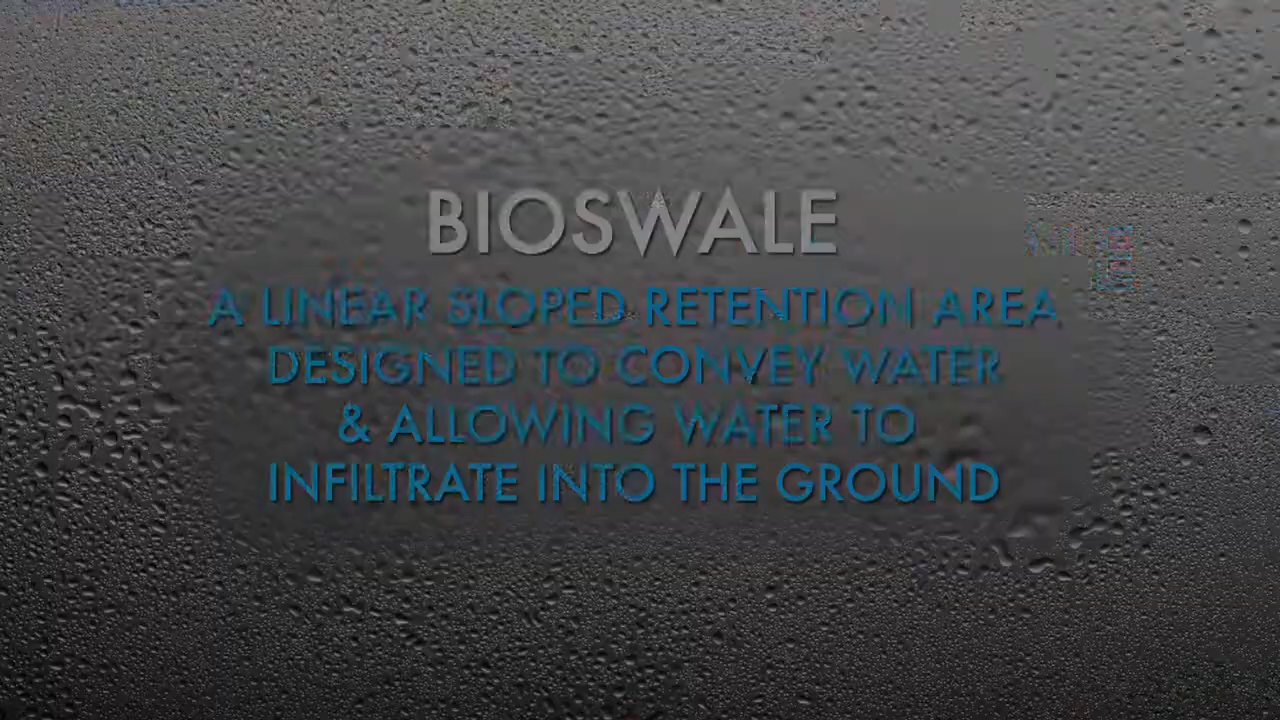 BIOSWALE
A LINEAR SLOPED RETENTION AREA
DESIGNED TO CONVEY WATER
& ALLOWING WATER TO
INFILTRATE INTO THE GROUND